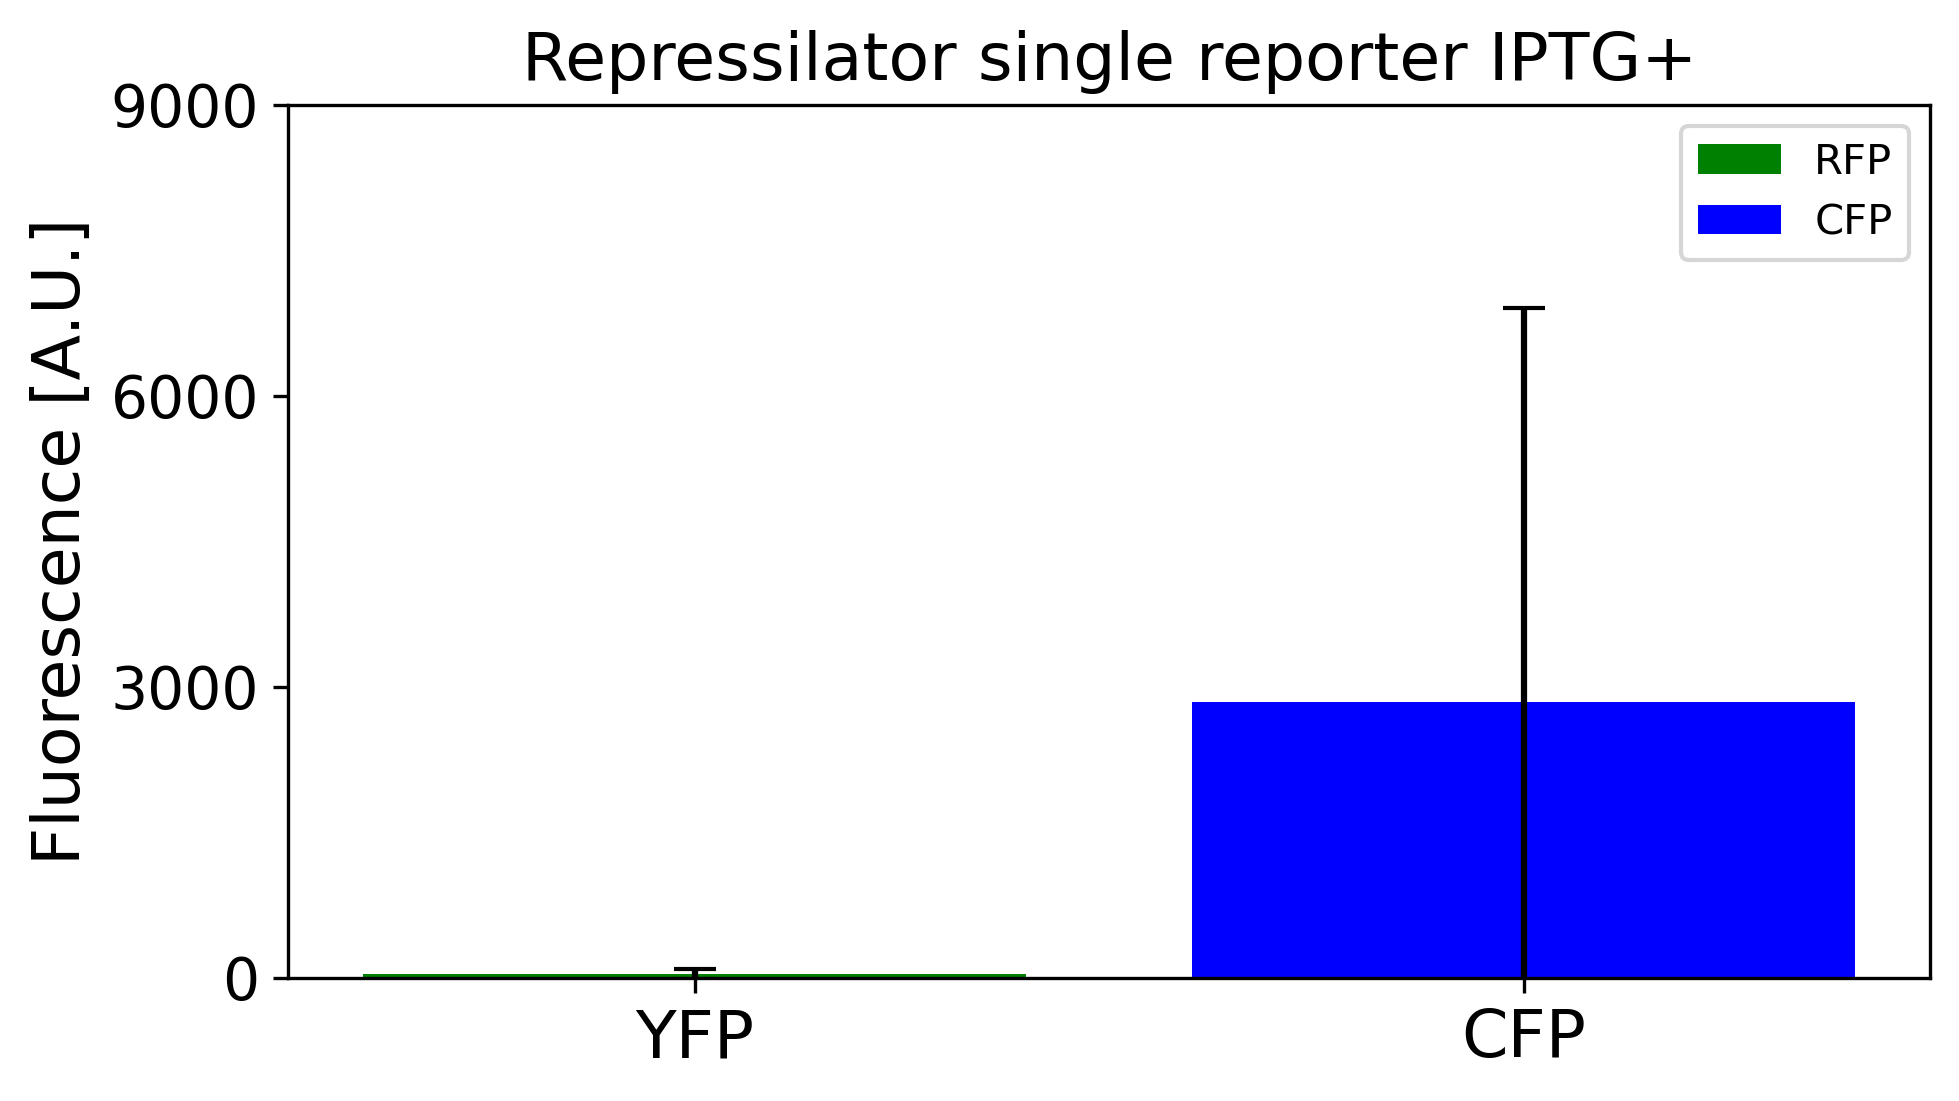 Repressilator single reporter IPTG+
9000
6000
3000
0
Fluorescence [A.U.]
RFP
CFP
YFP
CFP